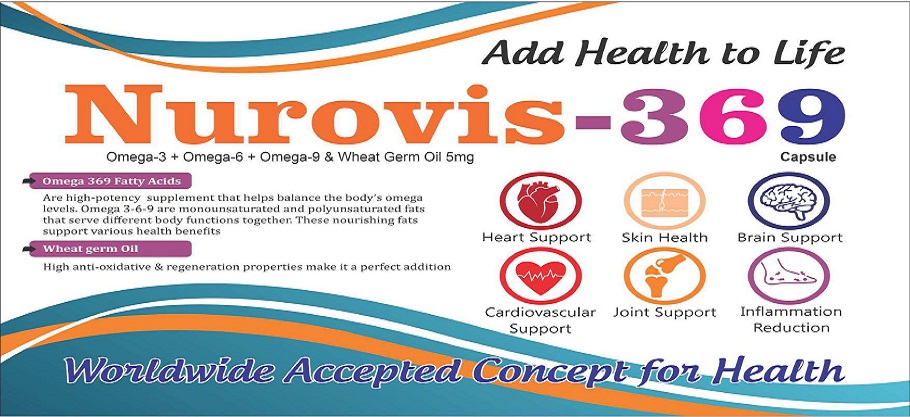 Add Health to Life
Nurovis-369
Omega-3 + Omega-6 + Omega-9 & Wheat Germ Oil 5mg
Capsule
Omega 369 Fatty Acids
Are high-potency supplement that helps balance the body's omega
levels. Omega 3-6-9 are monounsaturated and polyunsaturated fats
that serve different body functions together. These nourishing fats
support various health benefits
Wheat germ Oil
High anti-oxidative & regeneration properties make it a perfect addition
Heart Support
Skin Health
Brain Support
Cardiovascular
Support
Joint Support
Inflammation
Reduction
Worldwide Accepted Concept for Health